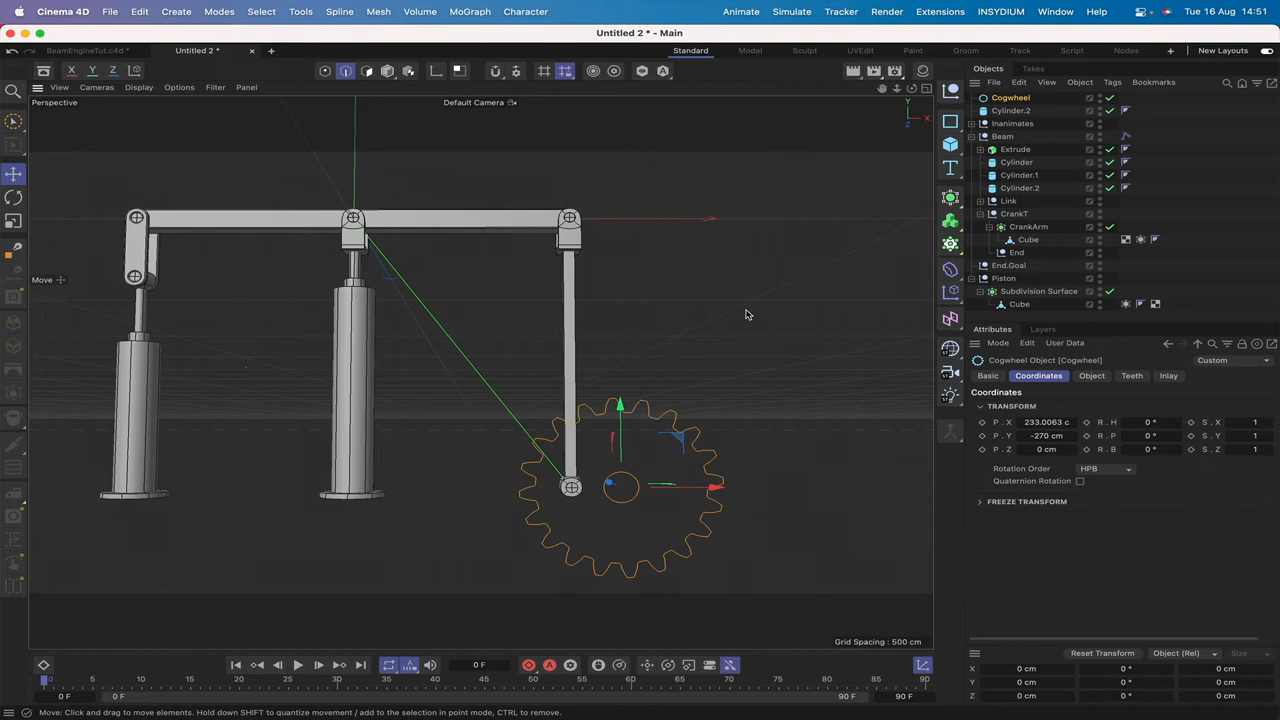 Cinema 4D File Edit Create Modes Select Tools Spline Mesh Volume MoGraph Character Animate Simulate Tracker Render Extensions INSYDIUM Window Help Tue 16 Aug 14:51
Untitled 2 * - Main
BeamEngineTut.c4d * Untitled 2 * Standard Model Sculpt UVEdit Paint Groom Track Script Nodes New Layouts
Objects Takes
View Cameras Display Options Filter Panel
File Edit View Object Tags Bookmarks
Perspective Default Camera
Y
X
Z
Cogwheel
Cylinder.2
Inanimates
Beam
Extrude
Cylinder
Cylinder.1
Cylinder.2
Link
CrankT
CrankArm
Cube
End
End.Goal
Piston
Subdivision Surface
Cube
Move
Attributes Layers
Mode Edit User Data
Cogwheel Object [Cogwheel] Custom
Basic Coordinates Object Teeth Inlay
Coordinates
TRANSFORM
P . X 233.0063 c R . H 0 ° S . X 1
P . Y -270 cm R . P 0 ° S . Y 1
P . Z 0 cm R . B 0 ° S . Z 1
Rotation Order HPB
Quaternion Rotation
FREEZE TRANSFORM
Grid Spacing : 500 cm
Reset Transform Object (Rel) Size
0 F
X 0 cm 0 ° 0 cm
Y 0 cm 0 ° 0 cm
Z 0 cm 0 ° 0 cm
0 5 10 15 20 25 30 35 40 45 50 55 60 65 70 75 80 85 90
0 F 0 F 90 F 90 F
Move: Click and drag to move elements. Hold down SHIFT to quantize movement / add to the selection in point mode, CTRL to remove.